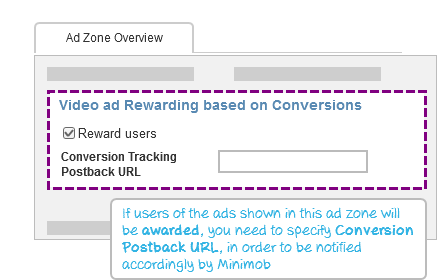 Ad Zone Overview
Video ad Rewarding based on Conversions
Reward users
Conversion Tracking
Postback URL
If users of the ads shown in this ad zone will
be awarded, you need to specify Conversion
Postback URL, in order to be notified
accordingly by Minimob